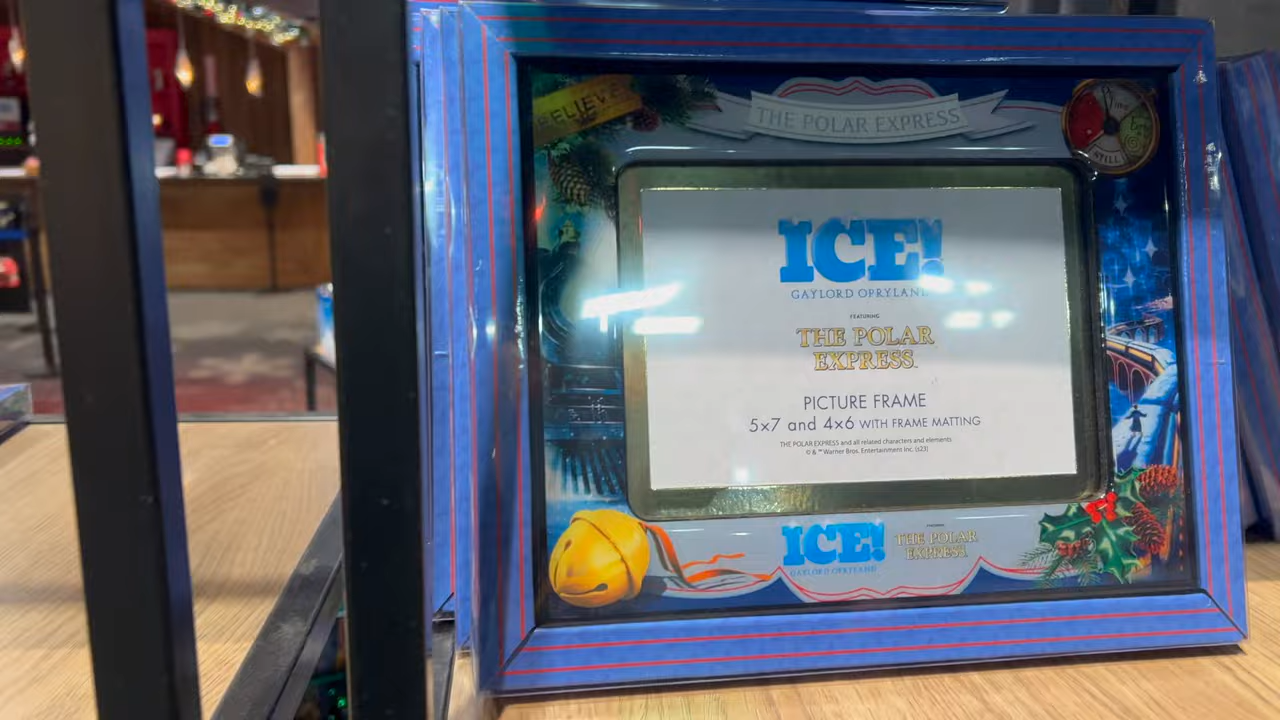 BELIEVE
THE POLAR EXPRESS
STILL
ICE!
GAYLORD OPRYLAND
FEATURING
THE POLAR
EXPRESS
PICTURE FRAME
5x7 and 4x6 WITH FRAME MATTING
THE POLAR EXPRESS and all related characters and elements
© & ™ Warner Bros. Entertainment Inc. (s23)
ICE!
GAYLORD OPRYLAND
THE POLAR
EXPRESS